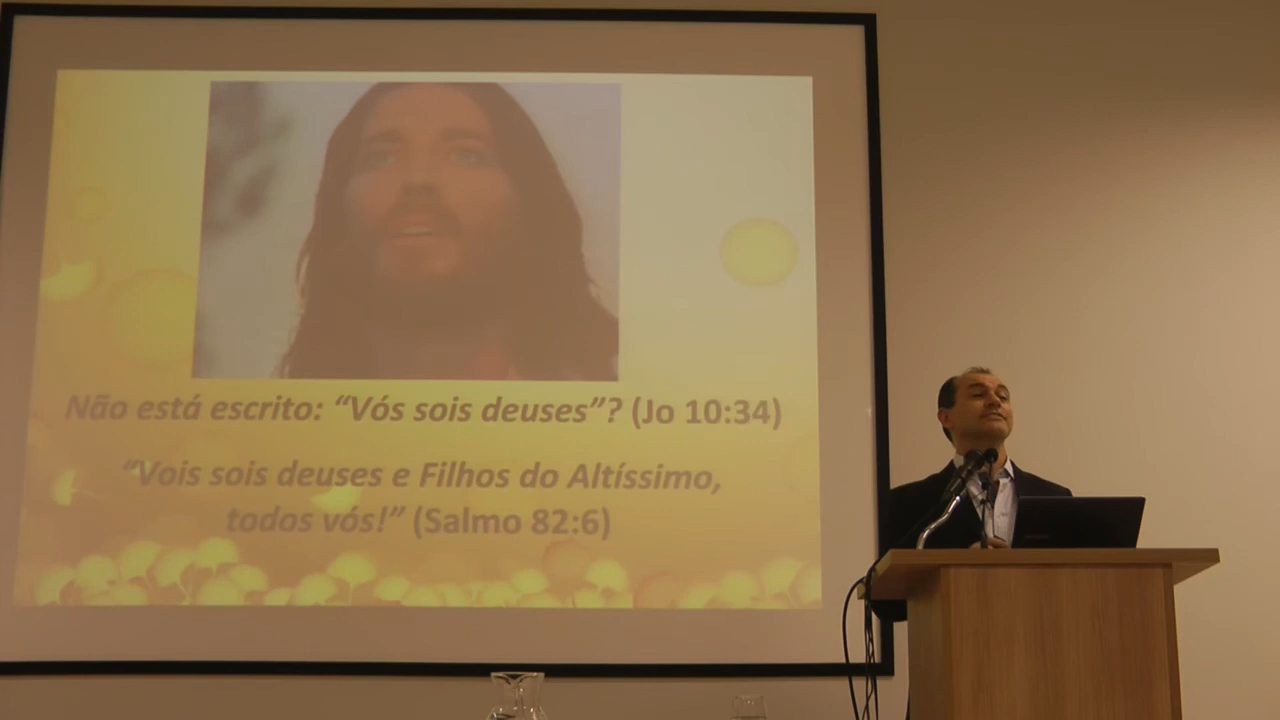 Não está escrito: “Vós sois deuses”? (Jo 10:34)
“Vois sois deuses e Filhos do Altíssimo,
todos vós!” (Salmo 82:6)